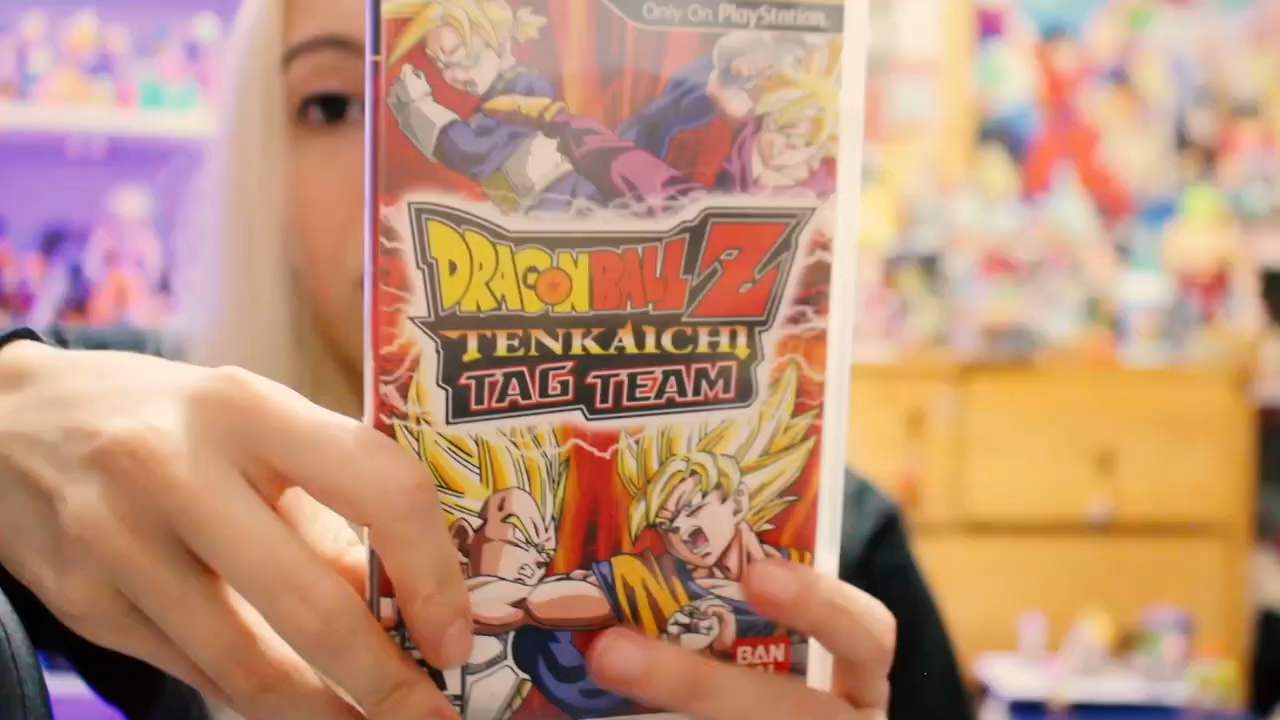 Only On PlayStation
DRAGON BALL Z
TENKAICHI
TAG TEAM
BAN